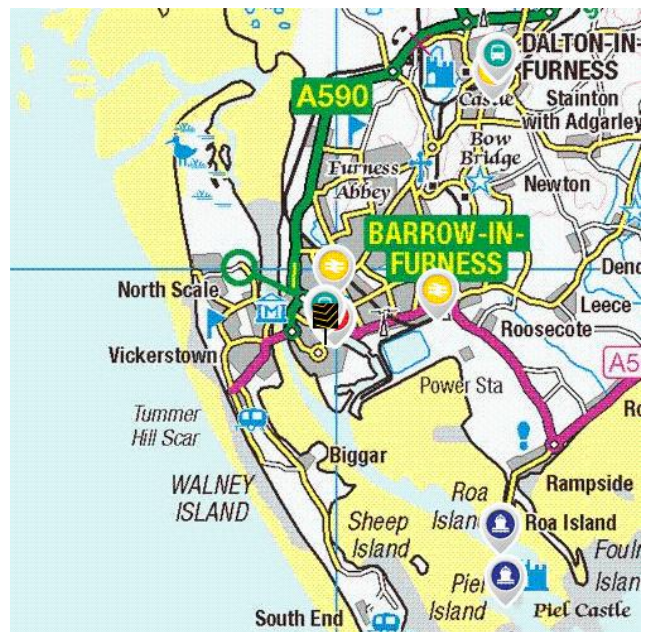 DALTON-IN-
FURNESS
A590
Castle
Stainton
with Adgarley
Bow
Bridge
Furness
Abbey
Newton
BARROW-IN-
FURNESS
North Scale
M
Leece
Roosecote
Vickerstown
A5
Power Sta
Tummer
Hill Scar
Biggar
WALNEY
ISLAND
Rampside
Roa
Island
Roa Island
Sheep
Island
Piel
Island
Piel Castle
South End